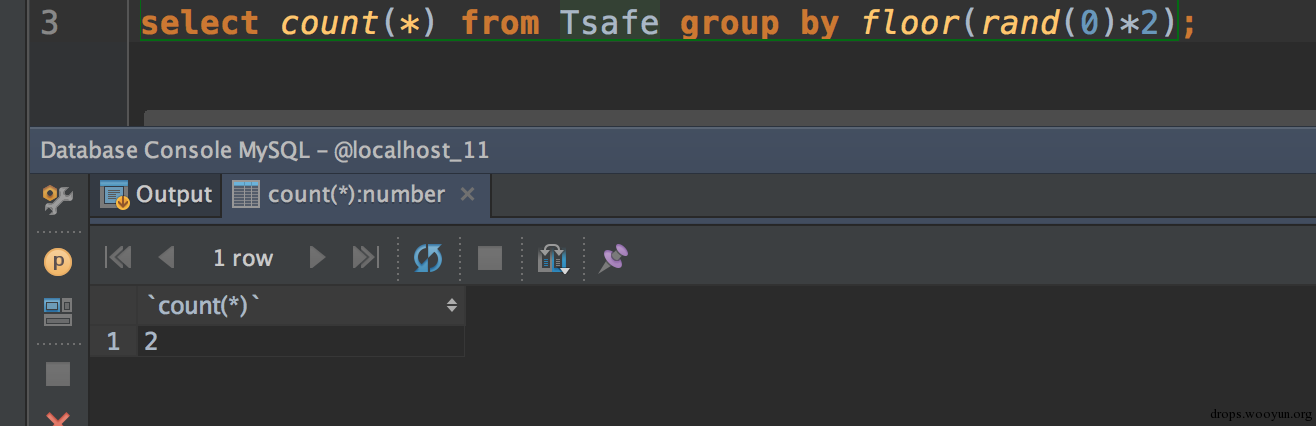 3 select count(*) from Tsafe group by floor(rand(0)*2);
Database Console MySQL – @localhost_11
Output count(*):number
1 row
`count(*)`
1 2
drops.wooyun.org